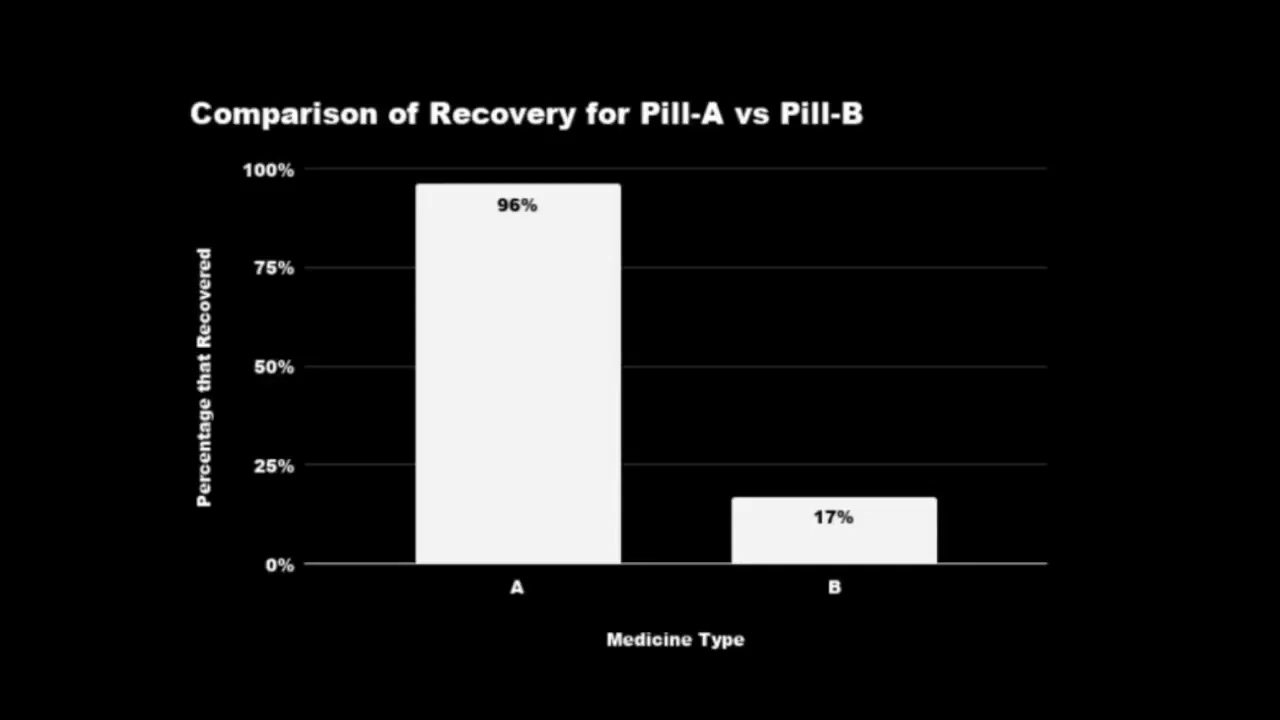 Comparison of Recovery for Pill-A vs Pill-B
100%
96%
75%
50%
25%
17%
0%
Percentage that Recovered
A
B
Medicine Type